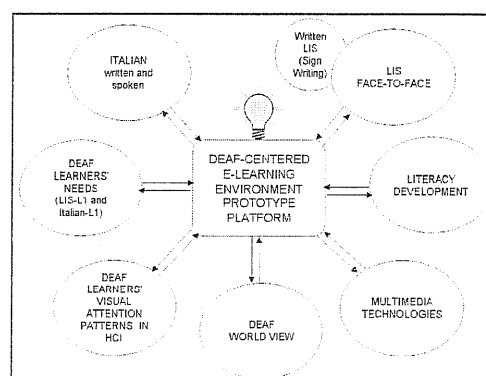 ITALIAN
written and
spoken
Written
LIS
(Sign
Writing)
LIS
FACE-TO-FACE
DEAF
LEARNERS'
NEEDS
(LIS-L1 and
Italian-L1)
DEAF-CENTERED
E-LEARNING
ENVIRONMENT
PROTOTYPE
PLATFORM
LITERACY
DEVELOPMENT
DEAF
LEARNERS'
VISUAL
ATTENTION
PATTERNS IN
HCI
DEAF
WORLD VIEW
MULTIMEDIA
TECHNOLOGIES